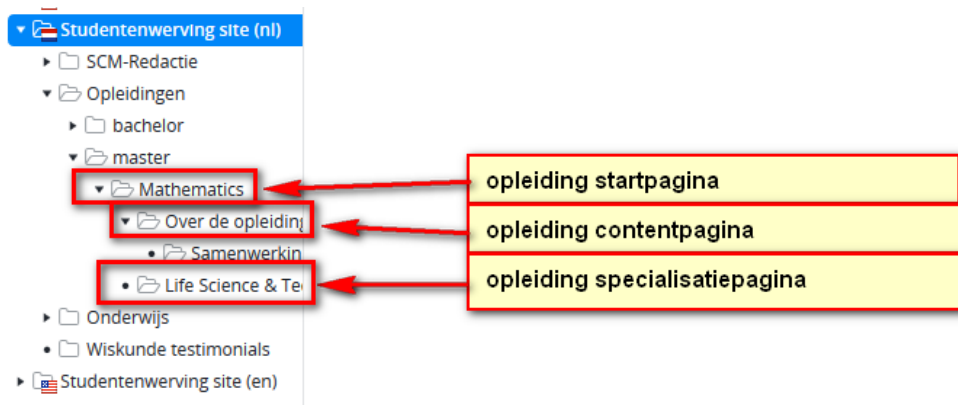 Studentenwerving site (nl)
SCM-Redactie
Opleidingen
bachelor
master
Mathematics
opleiding startpagina
Over de opleiding
opleiding contentpagina
Samenwerkin
Life Science & Te
opleiding specialisatiepagina
Onderwijs
Wiskunde testimonials
Studentenwerving site (en)